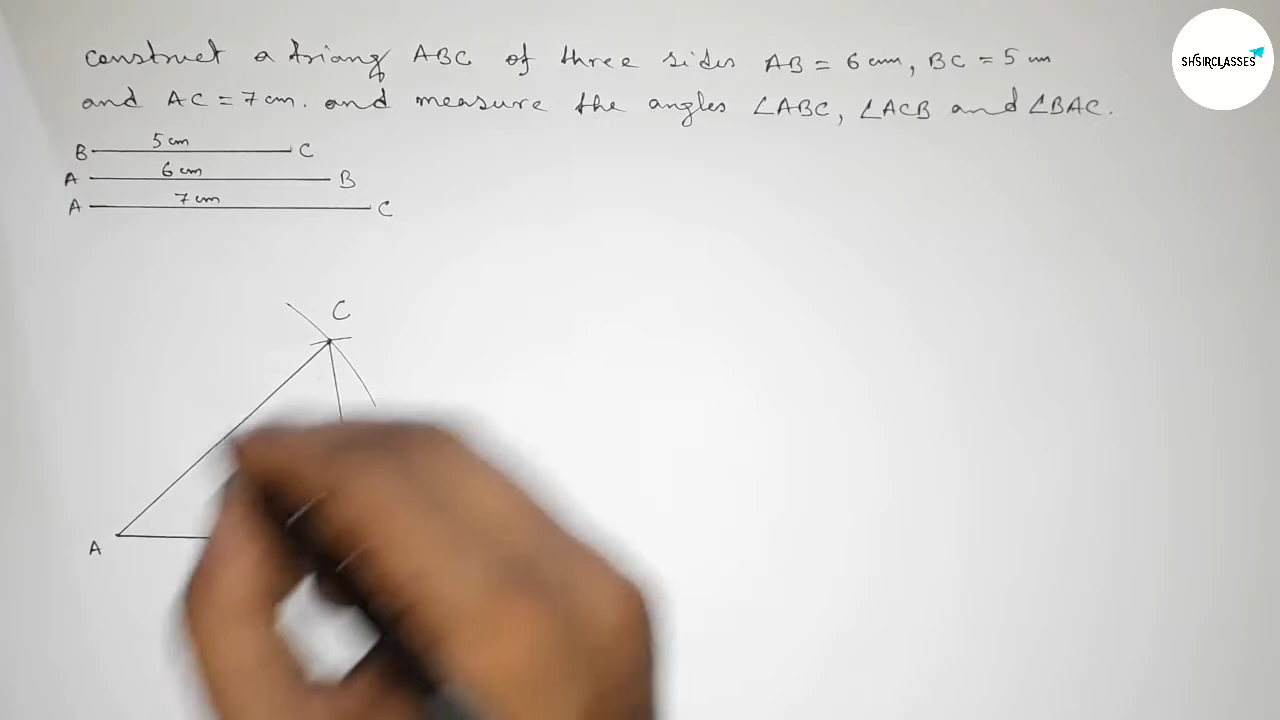 construct a triang ABC of three sides AB = 6 cm, BC = 5 cm
and AC = 7 cm. and measure the angles ∠ABC, ∠ACB and ∠BAC.
B 5 cm C
A 6 cm B
A 7 cm C
C
A
SHSIRCLASSES